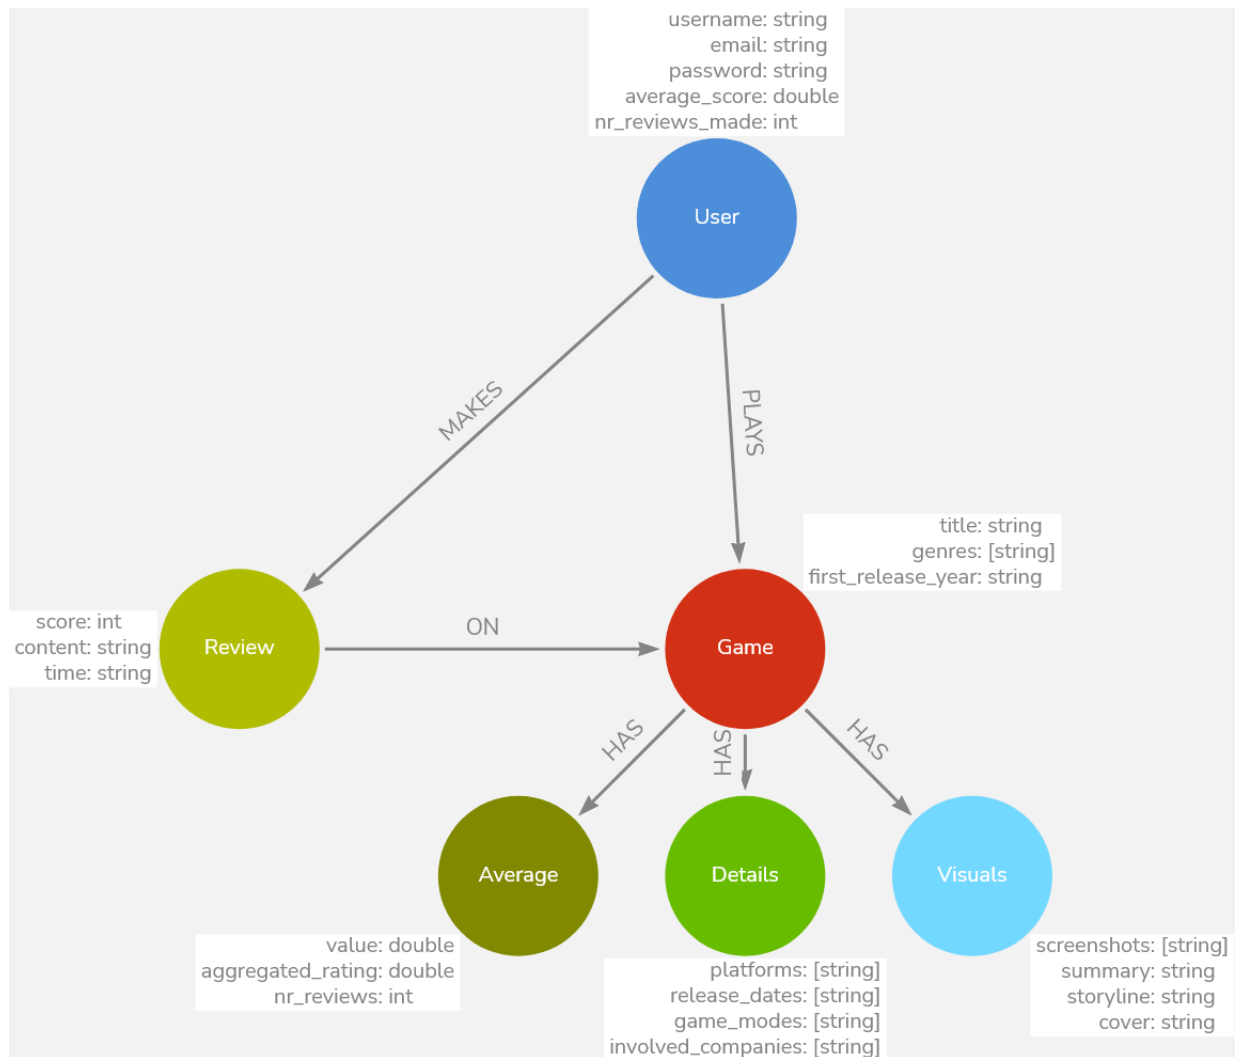 username: string
email: string
password: string
average_score: double
nr_reviews_made: int
User
MAKES
PLAYS
title: string
genres: [string]
first_release_year: string
score: int
content: string
time: string
Review
ON
Game
HAS
HAS
HAS
Average
Details
Visuals
value: double
aggregated_rating: double
nr_reviews: int
platforms: [string]
release_dates: [string]
game_modes: [string]
involved_companies: [string]
screenshots: [string]
summary: string
storyline: string
cover: string